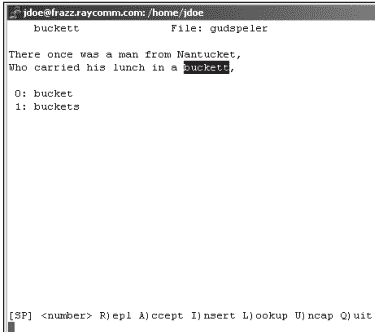 jdoe@frazz.raycomm.com: /home/jdoe
buckett File: gudspeler
There once was a man from Nantucket,
Who carried his lunch in a buckett,
0: bucket
1: buckets
[SP] <number> R)epl A)ccept I)nsert L)ookup U)ncap Q)uit